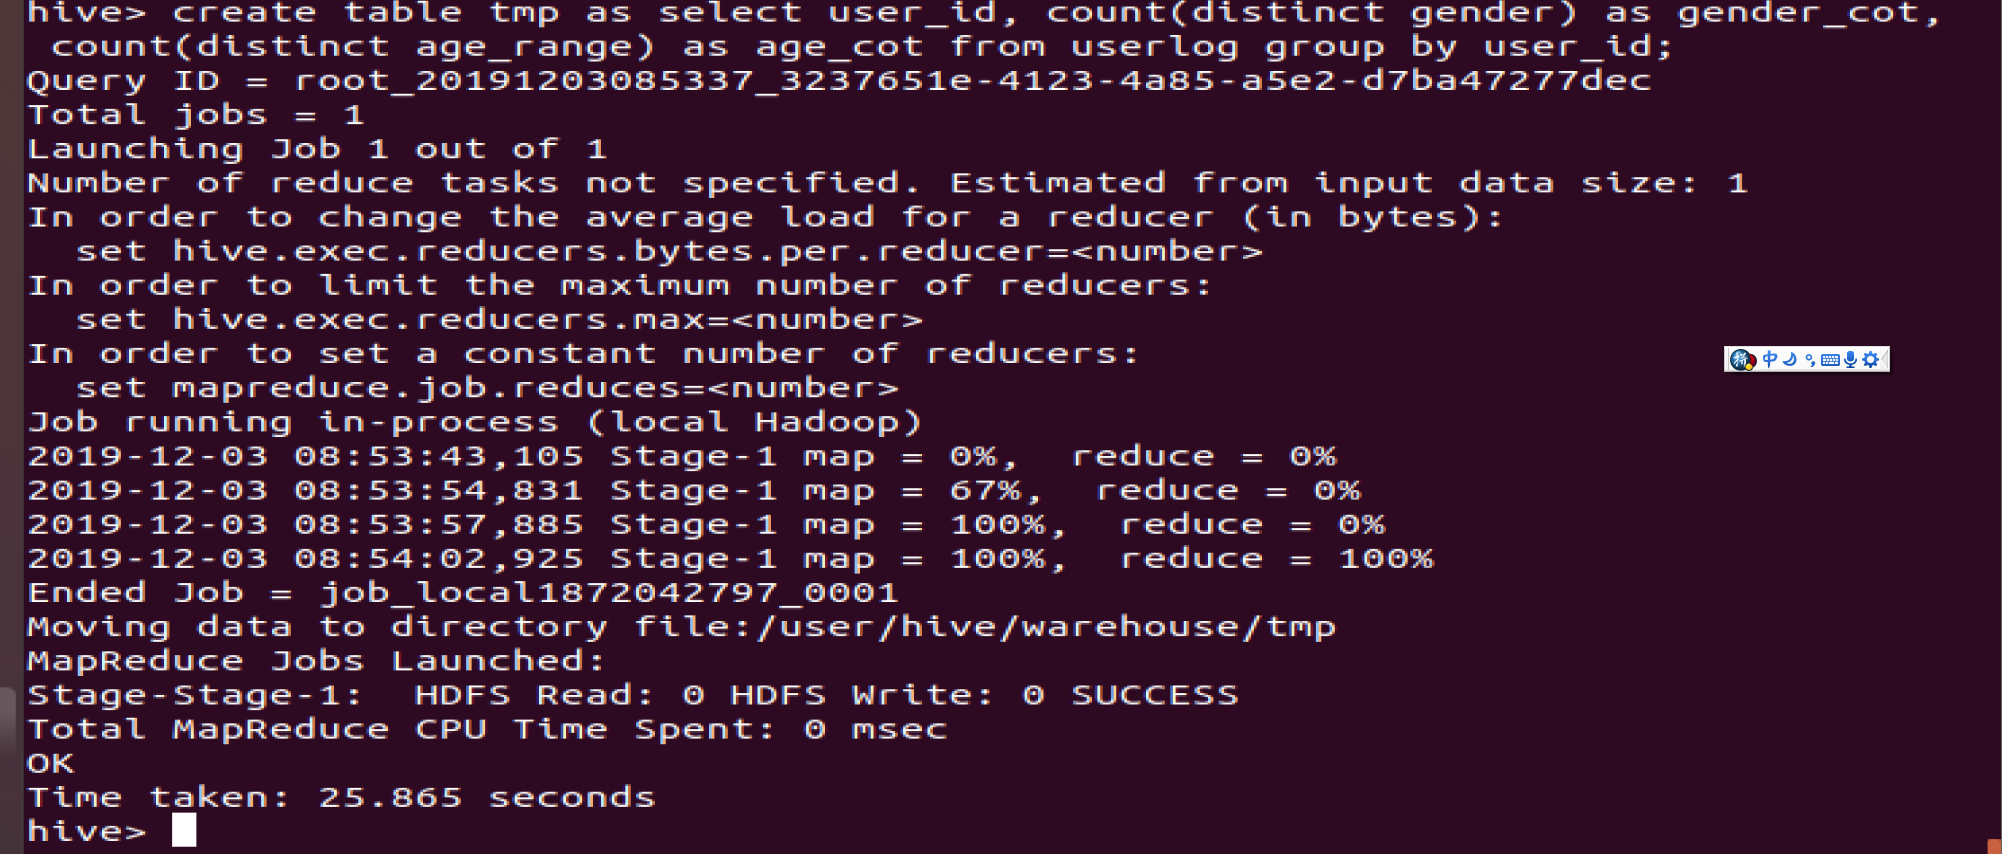 hive> create table tmp as select user_id, count(distinct gender) as gender_cot,
 count(distinct age_range) as age_cot from userlog group by user_id;
Query ID = root_20191203085337_3237651e-4123-4a85-a5e2-d7ba47277dec
Total jobs = 1
Launching Job 1 out of 1
Number of reduce tasks not specified. Estimated from input data size: 1
In order to change the average load for a reducer (in bytes):
  set hive.exec.reducers.bytes.per.reducer=<number>
In order to limit the maximum number of reducers:
  set hive.exec.reducers.max=<number>
In order to set a constant number of reducers:
  set mapreduce.job.reduces=<number>
中
Job running in-process (local Hadoop)
2019-12-03 08:53:43,105 Stage-1 map = 0%,  reduce = 0%
2019-12-03 08:53:54,831 Stage-1 map = 67%,  reduce = 0%
2019-12-03 08:53:57,885 Stage-1 map = 100%,  reduce = 0%
2019-12-03 08:54:02,925 Stage-1 map = 100%,  reduce = 100%
Ended Job = job_local1872042797_0001
Moving data to directory file:/user/hive/warehouse/tmp
MapReduce Jobs Launched:
Stage-Stage-1:  HDFS Read: 0 HDFS Write: 0 SUCCESS
Total MapReduce CPU Time Spent: 0 msec
OK
Time taken: 25.865 seconds
hive>